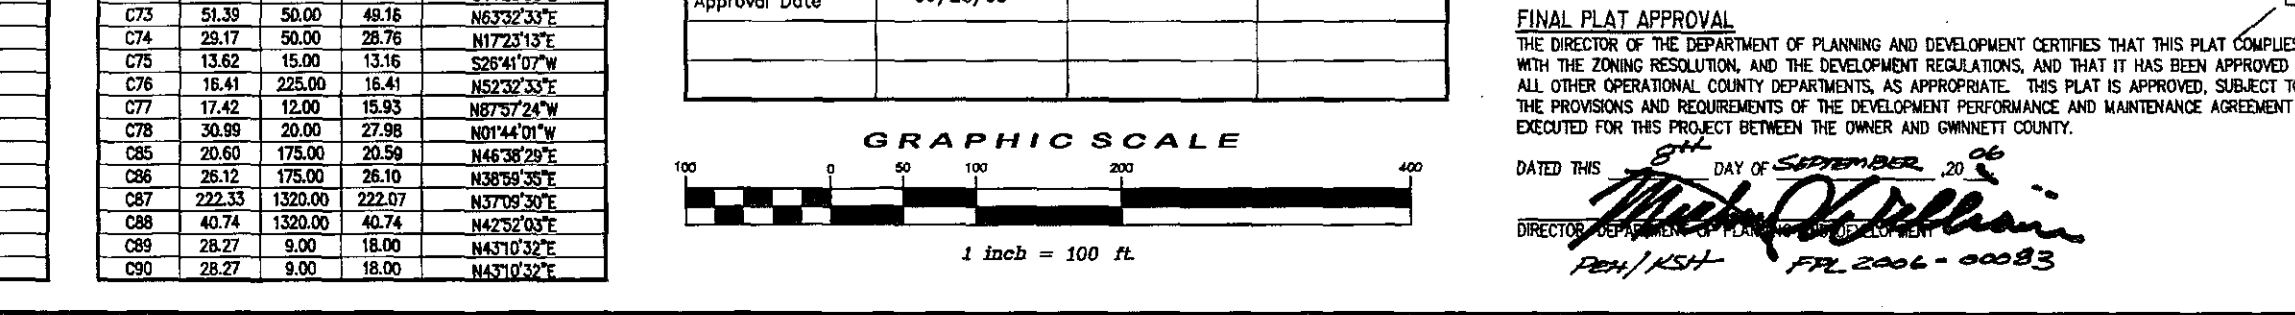 C73 51.39 50.00 49.16 N63°32'33"E
C74 29.17 50.00 28.76 N17°23'13"E
C75 13.62 15.00 13.16 S26°41'07"W
C76 16.41 225.00 16.41 N52°32'33"E
C77 17.42 12.00 15.93 N87°57'24"W
C78 30.99 20.00 27.98 N01°44'01"W
C85 20.60 175.00 20.59 N46°38'29"E
C86 26.12 175.00 26.10 N38°59'35"E
C87 222.33 1320.00 222.07 N37°09'30"E
C88 40.74 1320.00 40.74 N42°52'03"E
C89 28.27 9.00 18.00 N43°10'32"E
C90 28.27 9.00 18.00 N43°10'32"E
Approval Date
GRAPHIC SCALE
100 0 50 100 200 400
1 inch = 100 ft.
FINAL PLAT APPROVAL
THE DIRECTOR OF THE DEPARTMENT OF PLANNING AND DEVELOPMENT CERTIFIES THAT THIS PLAT COMPLIES
WITH THE ZONING RESOLUTION, AND THE DEVELOPMENT REGULATIONS, AND THAT IT HAS BEEN APPROVED
ALL OTHER OPERATIONAL COUNTY DEPARTMENTS, AS APPROPRIATE. THIS PLAT IS APPROVED, SUBJECT TO
THE PROVISIONS AND REQUIREMENTS OF THE DEVELOPMENT PERFORMANCE AND MAINTENANCE AGREEMENT
EXECUTED FOR THIS PROJECT BETWEEN THE OWNER AND GWINNETT COUNTY.
DATED THIS 8TH DAY OF SEPTEMBER ,20 06
DIRECTOR DEPARTMENT OF PLANNING AND DEVELOPMENT
PEH/KSH FPL 2006-00083